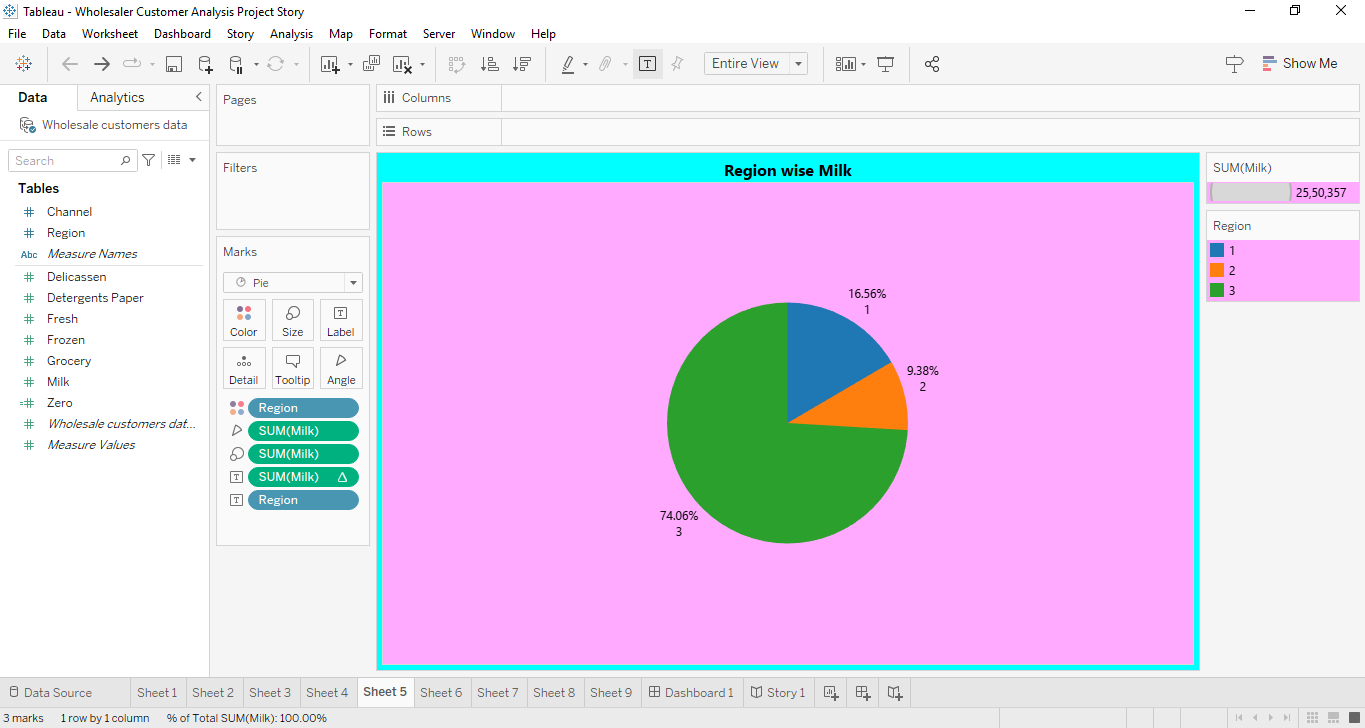 Tableau - Wholesaler Customer Analysis Project Story
File Data Worksheet Dashboard Story Analysis Map Format Server Window Help
Entire View
Show Me
Data Analytics
Wholesale customers data
Search
Tables
Channel
Region
Abc Measure Names
Delicassen
Detergents Paper
Fresh
Frozen
Grocery
Milk
Zero
Wholesale customers dat...
Measure Values
Pages
Filters
Marks
Pie
Color Size T Label
Detail Tooltip Angle
Region
SUM(Milk)
SUM(Milk)
T SUM(Milk) Δ
T Region
Columns
Rows
Region wise Milk
16.56%
1
9.38%
2
74.06%
3
SUM(Milk)
25,50,357
Region
1
2
3
Data Source Sheet 1 Sheet 2 Sheet 3 Sheet 4 Sheet 5 Sheet 6 Sheet 7 Sheet 8 Sheet 9 Dashboard 1 Story 1
3 marks 1 row by 1 column % of Total SUM(Milk): 100.00%